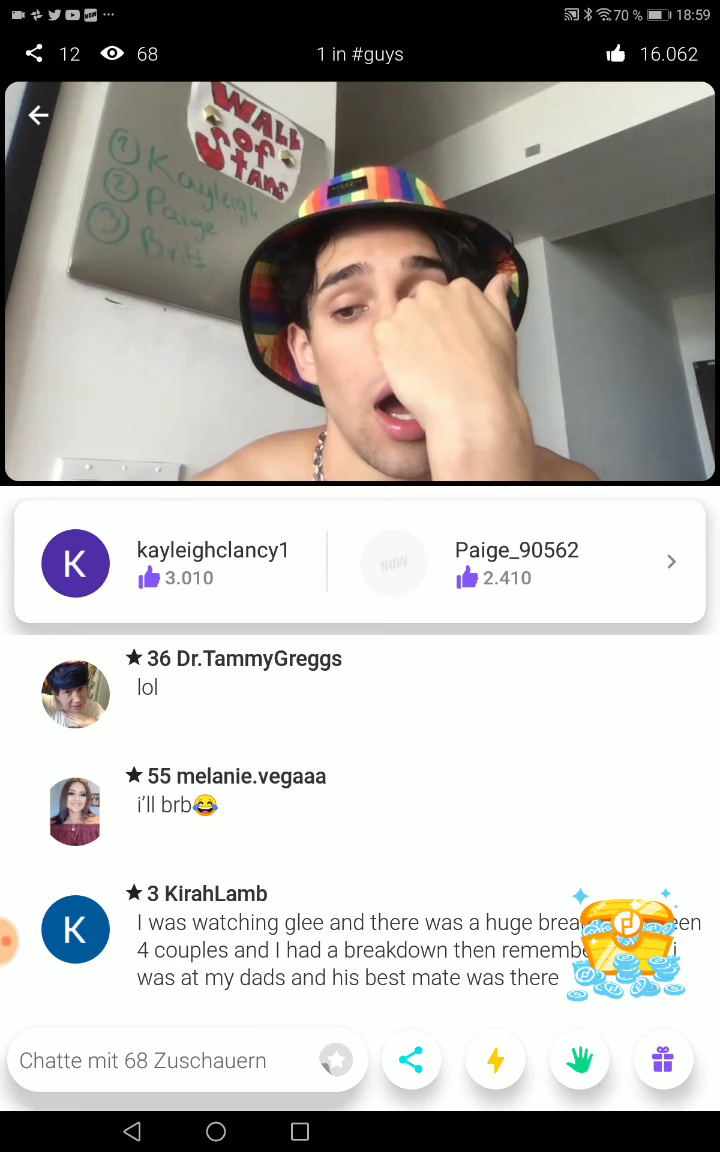 70 % 18:59
12 68 1 in #guys 16.062
WALL
of
STANS
1 Kayleigh
2 Paige
3 Britt
kayleighclancy1
3.010
NOW
Paige_90562
2.410
★ 36 Dr.TammyGreggs
lol
★ 55 melanie.vegaaa
i'll brb😂
★ 3 KirahLamb
K
I was watching glee and there was a huge een
4 couples and I had a breakdown then i
was at my dads and his best mate was there
Chatte mit 68 Zuschauern